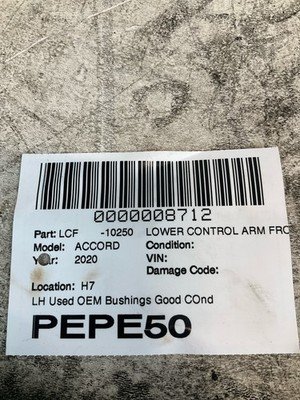 0000008712
Part: LCF -10250 LOWER CONTROL ARM FRO
Model: ACCORD Condition:
Year: 2020 VIN:
Damage Code:
Location: H7
LH Used OEM Bushings Good COnd
PEPE50